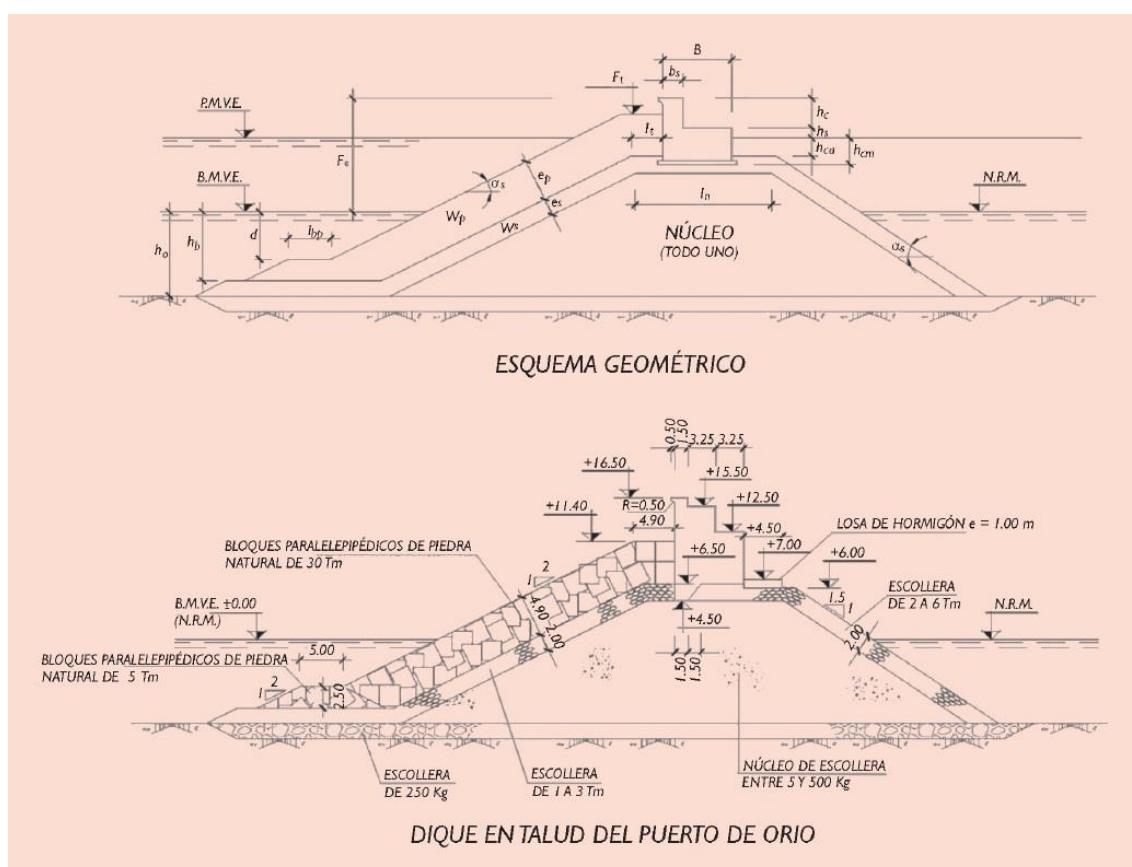 B
bs
Ft
P.M.V.E.
hc
hs
lt
hca
hcm
Fc
αs
ep
B.M.V.E.
N.R.M.
es
ln
Wp
d
lbp
hb
ho
Ws
NÚCLEO
(TODO UNO)
αs
ESQUEMA GEOMÉTRICO
0.50
1.50
3.25
3.25
+16.50
+15.50
+11.40
R=0.50
+12.50
4.90
+4.50
LOSA DE HORMIGÓN e = 1.00 m
BLOQUES PARALELEPIPÉDICOS DE PIEDRA
NATURAL DE 30 Tm
+6.50
+7.00
+6.00
2
1
1.5
1
ESCOLLERA
DE 2 A 6 Tm
B.M.V.E. ±0.00
(N.R.M.)
4.90
2.00
+4.50
N.R.M.
2.00
BLOQUES PARALELEPIPÉDICOS DE PIEDRA
NATURAL DE 5 Tm
5.00
1.50
1.50
2
1
2.50
ESCOLLERA
DE 250 Kg
ESCOLLERA
DE 1 A 3 Tm
NÚCLEO DE ESCOLLERA
ENTRE 5 Y 500 Kg
DIQUE EN TALUD DEL PUERTO DE ORIO